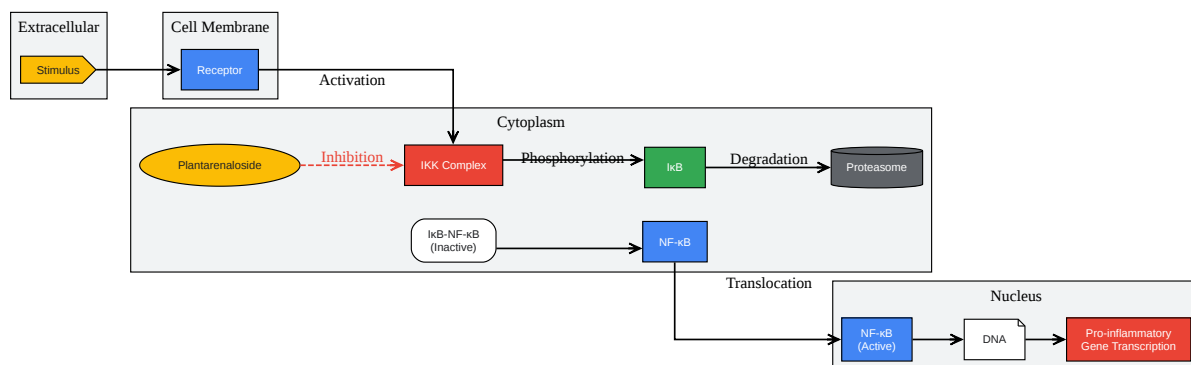 Extracellular
Stimulus
Cell Membrane
Receptor
Activation
Cytoplasm
Plantarenaloside
Inhibition
IKK Complex
Phosphorylation
IκB
Degradation
Proteasome
IκB-NF-κB
(Inactive)
NF-κB
Translocation
Nucleus
NF-κB
(Active)
DNA
Pro-inflammatory
Gene Transcription